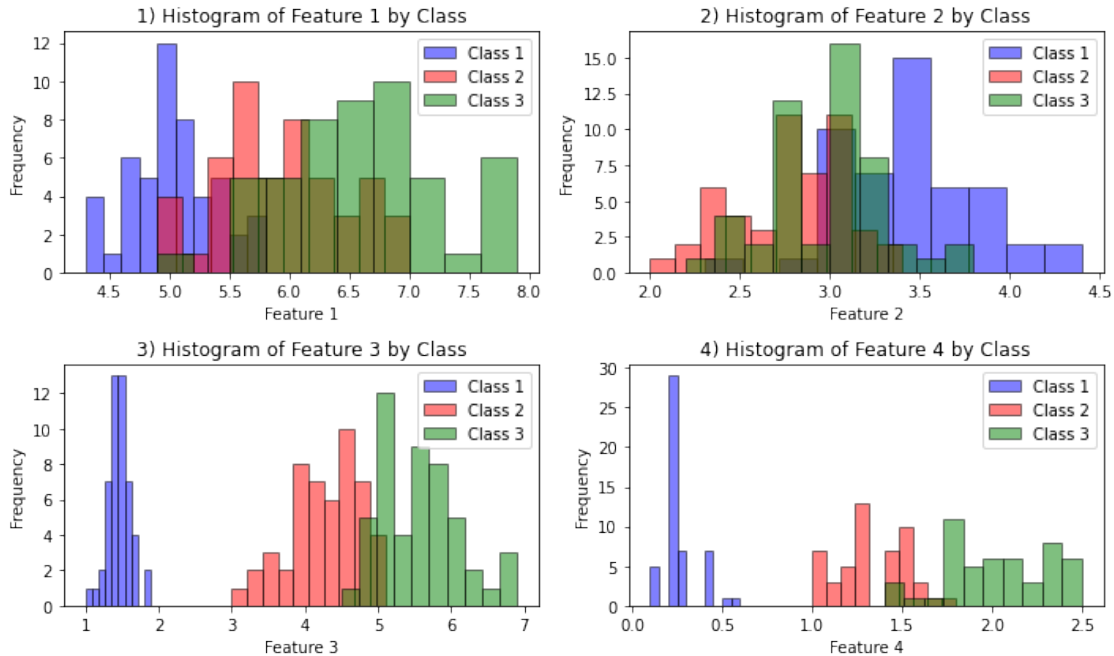 1) Histogram of Feature 1 by Class
12
10
8
6
4
2
0
Frequency
4.5 5.0 5.5 6.0 6.5 7.0 7.5 8.0
Feature 1
Class 1
Class 2
Class 3
2) Histogram of Feature 2 by Class
15.0
12.5
10.0
7.5
5.0
2.5
0.0
Frequency
2.0 2.5 3.0 3.5 4.0 4.5
Feature 2
Class 1
Class 2
Class 3
3) Histogram of Feature 3 by Class
12
10
8
6
4
2
0
Frequency
1 2 3 4 5 6 7
Feature 3
Class 1
Class 2
Class 3
4) Histogram of Feature 4 by Class
30
25
20
15
10
5
0
Frequency
0.0 0.5 1.0 1.5 2.0 2.5
Feature 4
Class 1
Class 2
Class 3